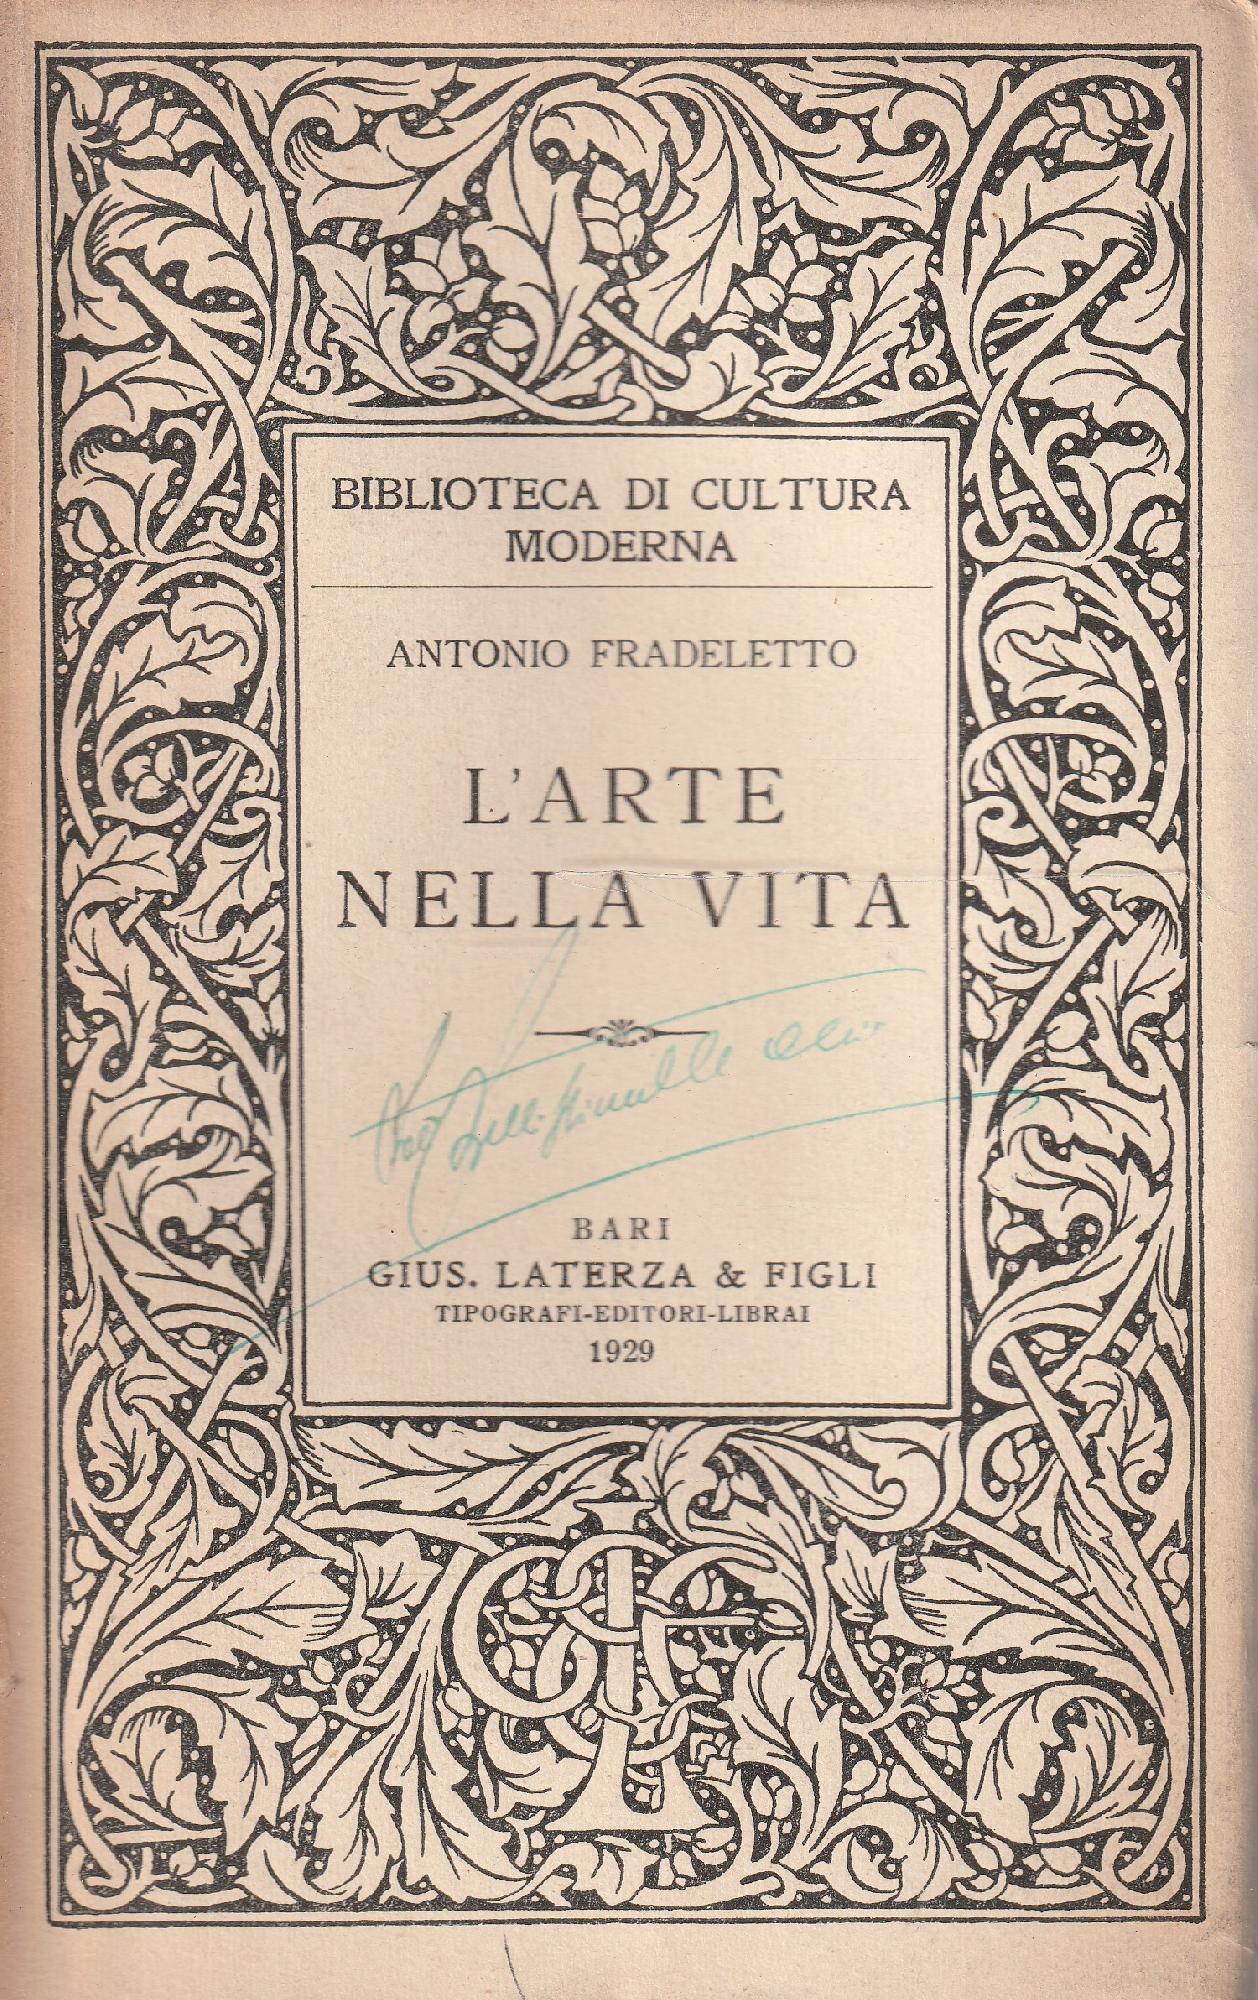 BIBLIOTECA DI CULTURA
MODERNA
ANTONIO FRADELETTO
L'ARTE
NELLA VITA
BARI
GIUS. LATERZA & FIGLI
TIPOGRAFI-EDITORI-LIBRAI
1929